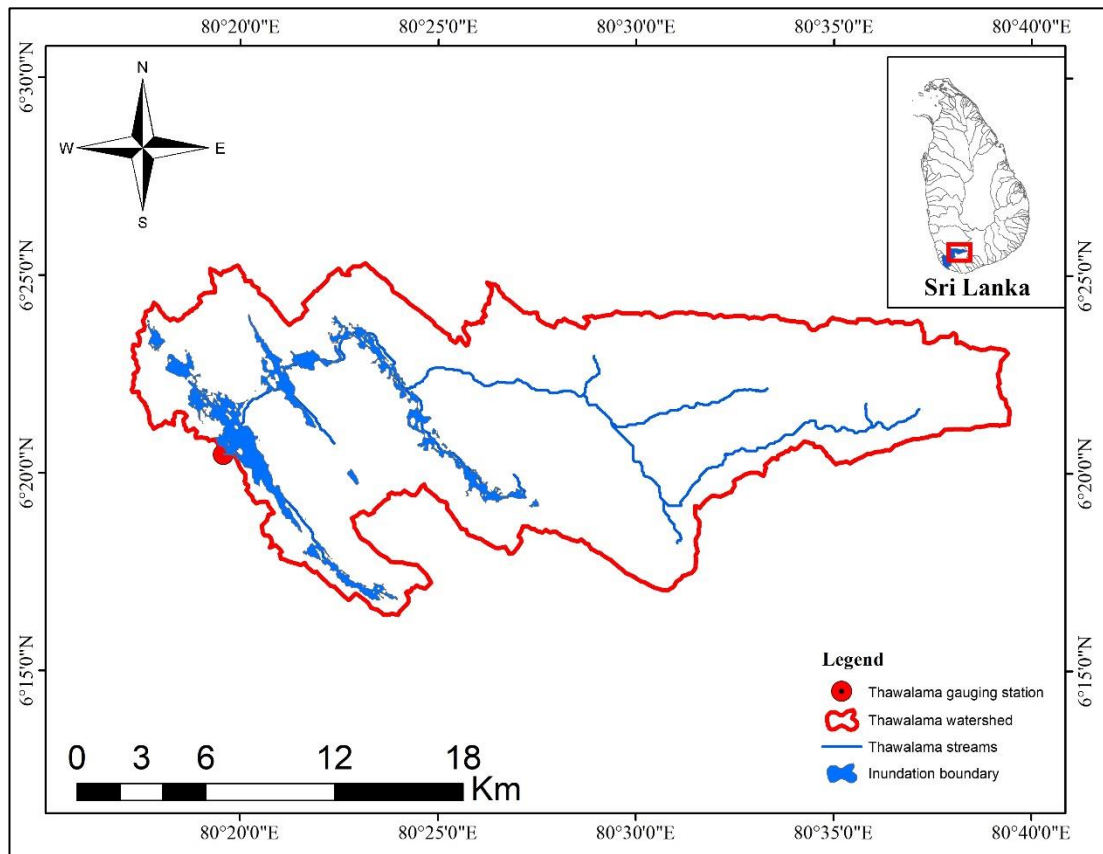 80°20'0"E 80°25'0"E 80°30'0"E 80°35'0"E 80°40'0"E
6°30'0"N
N
W E
S
Sri Lanka
6°25'0"N 6°25'0"N
6°20'0"N 6°20'0"N
6°15'0"N 6°15'0"N
Legend
Thawalama gauging station
Thawalama watershed
Thawalama streams
Inundation boundary
0 3 6 12 18
Km
80°20'0"E 80°25'0"E 80°30'0"E 80°35'0"E 80°40'0"E